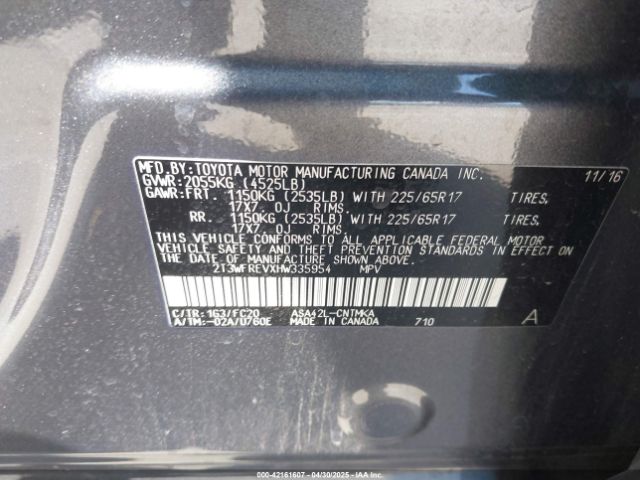 MFD.BY:TOYOTA MOTOR MANUFACTURING CANADA INC. 11/16
GVWR:2055KG (4525LB)
GAWR:FRT. 1150KG (2535LB) WITH 225/65R17 TIRES,
17X7.0J RIMS.
RR. 1150KG (2535LB) WITH 225/65R17 TIRES,
17X7.0J RIMS.
THIS VEHICLE CONFORMS TO ALL APPLICABLE FEDERAL MOTOR
VEHICLE SAFETY AND THEFT PREVENTION STANDARDS IN EFFECT ON
THE DATE OF MANUFACTURE SHOWN ABOVE.
2T3WFREVXHW335954 MPV
C/TR:163/FC20 ASA42L-CNTMKA
A/TM:-02A/U760E MADE IN CANADA 710 A
000-42161607 - 04/30/2025 - IAAI.COM